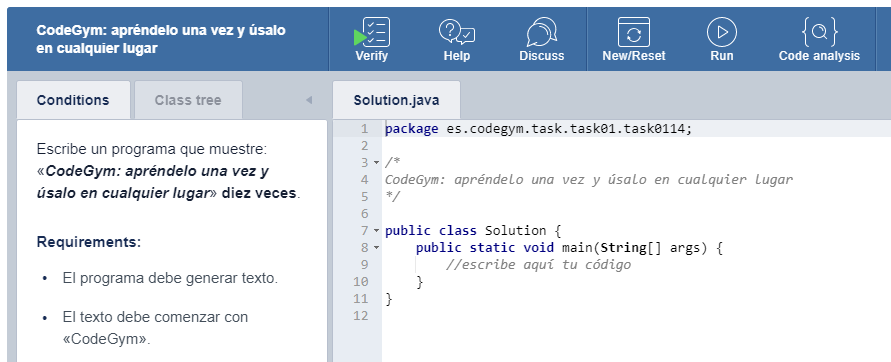 CodeGym: apréndelo una vez y úsalo
en cualquier lugar
Verify
Help
Discuss
New/Reset
Run
Code analysis
Conditions
Class tree
Escribe un programa que muestre:
«CodeGym: apréndelo una vez y
úsalo en cualquier lugar» diez veces.
Requirements:
• El programa debe generar texto.
• El texto debe comenzar con
«CodeGym».
Solution.java
1 package es.codegym.task.task01.task0114;
2
3 /*
4 CodeGym: apréndelo una vez y úsalo en cualquier lugar
5 */
6
7 public class Solution {
8 public static void main(String[] args) {
9 //escribe aquí tu código
10 }
11 }
12